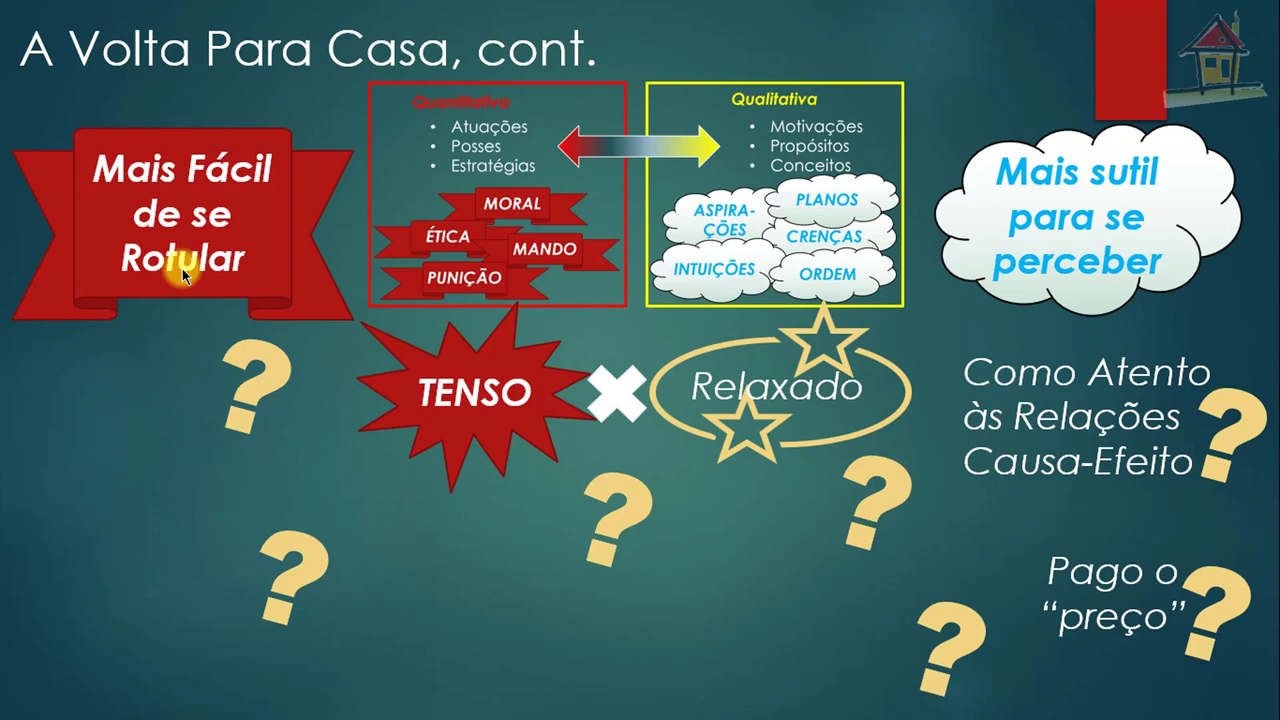 A Volta Para Casa, cont.
Mais Fácil
de se
Rotular
Quantitativa
• Atuações
• Posses
• Estratégias
MORAL
ÉTICA
MANDO
PUNIÇÃO
Qualitativa
• Motivações
• Propósitos
• Conceitos
ASPIRA-
ÇÕES
PLANOS
CRENÇAS
INTUIÇÕES
ORDEM
Mais sutil
para se
perceber
?
TENSO
Relaxado
Como Atento
às Relações
Causa-Efeito ?
?
?
?
Pago o
“preço” ?
?